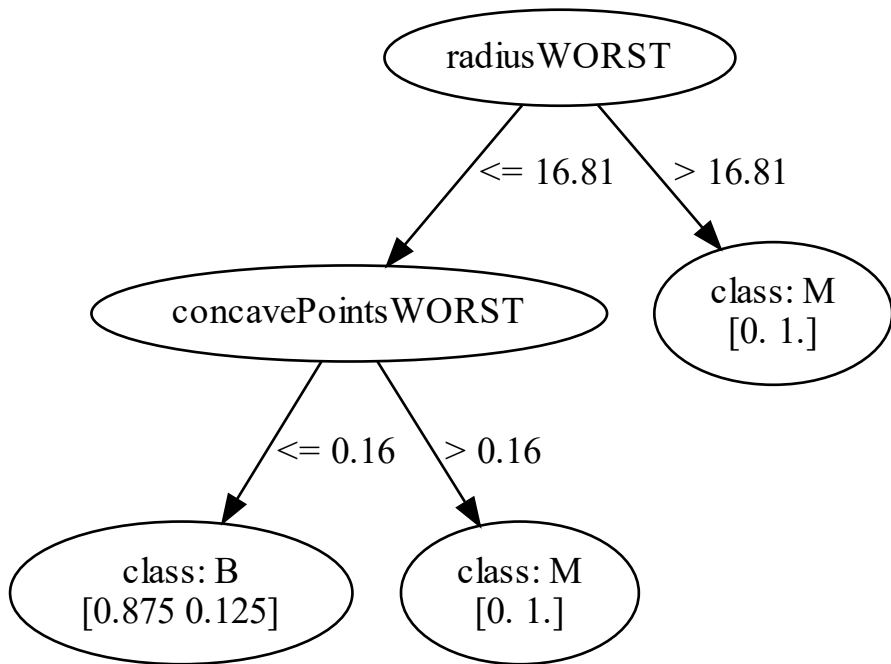 radiusWORST
<= 16.81
> 16.81
concavePointsWORST
class: M
[0. 1.]
<= 0.16
> 0.16
class: B
[0.875 0.125]
class: M
[0. 1.]